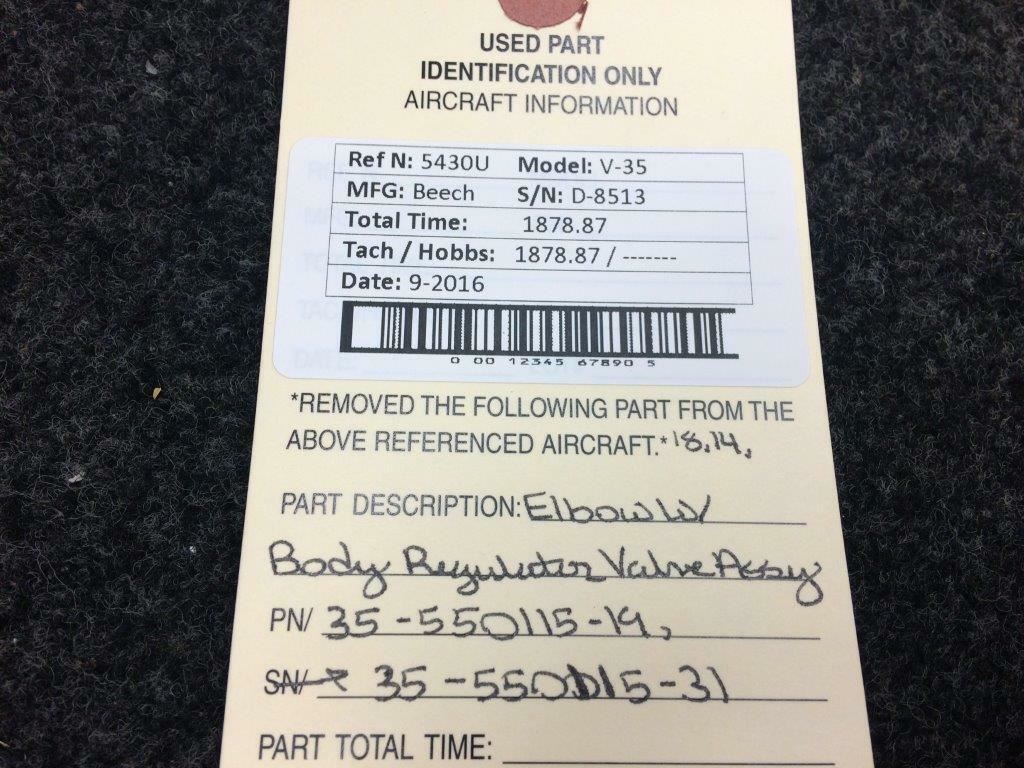 USED PART
IDENTIFICATION ONLY
AIRCRAFT INFORMATION
Ref N: 5430U Model: V-35
MFG: Beech S/N: D-8513
Total Time: 1878.87
Tach / Hobbs: 1878.87 / -------
Date: 9-2016
0 00 12345 67890 5
*REMOVED THE FOLLOWING PART FROM THE
ABOVE REFERENCED AIRCRAFT.* 18.14.
PART DESCRIPTION: Elbow W/
Body Regulator Valve Assy
PN/ 35-550115-19,
SN/ 35-550115-31
PART TOTAL TIME: